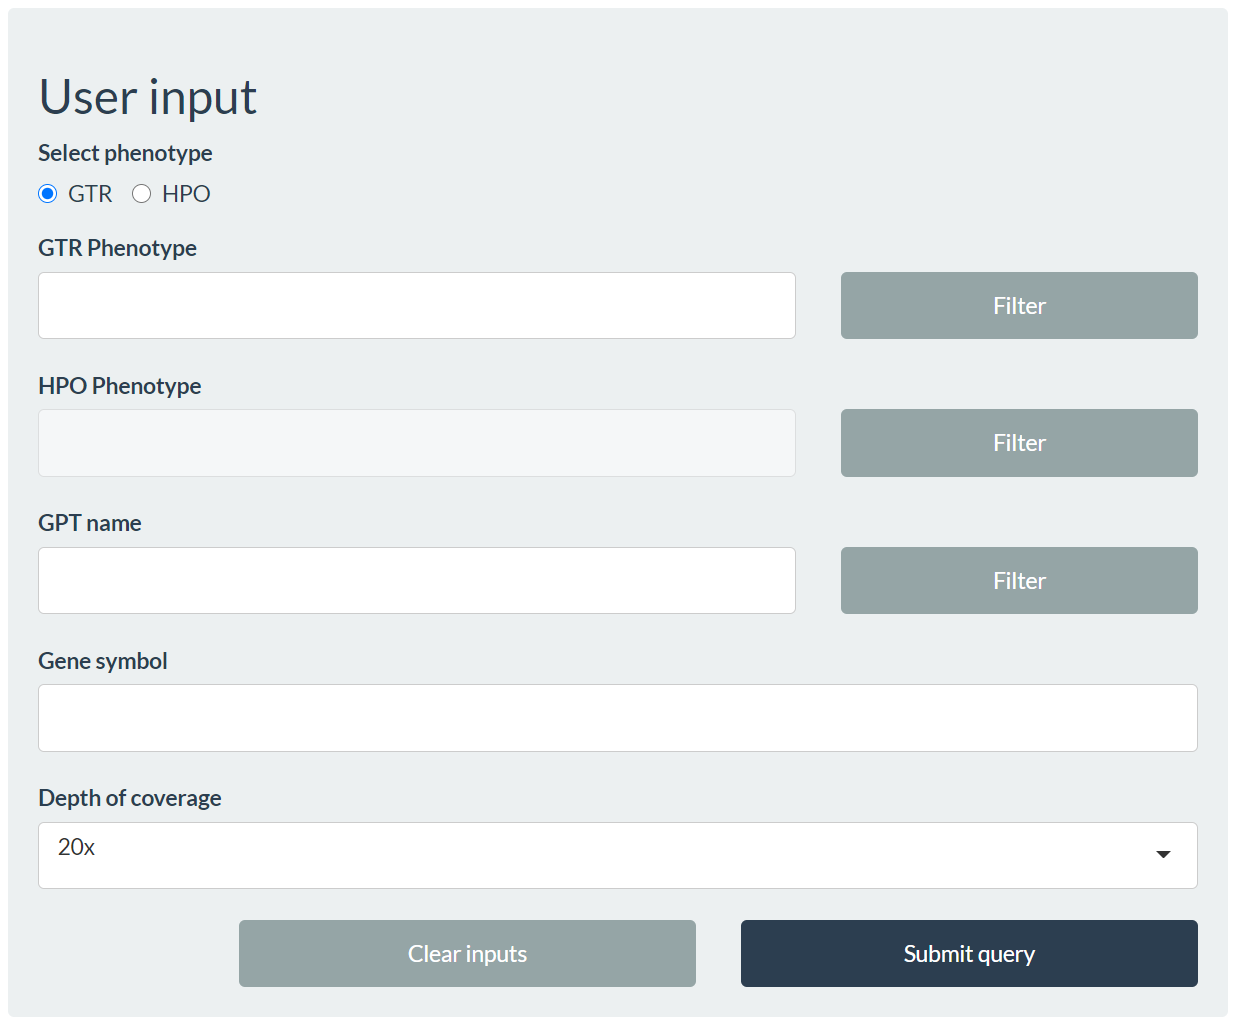 User input
Select phenotype
GTR HPO
GTR Phenotype
Filter
HPO Phenotype
Filter
GPT name
Filter
Gene symbol
Depth of coverage
20x
Clear inputs Submit query